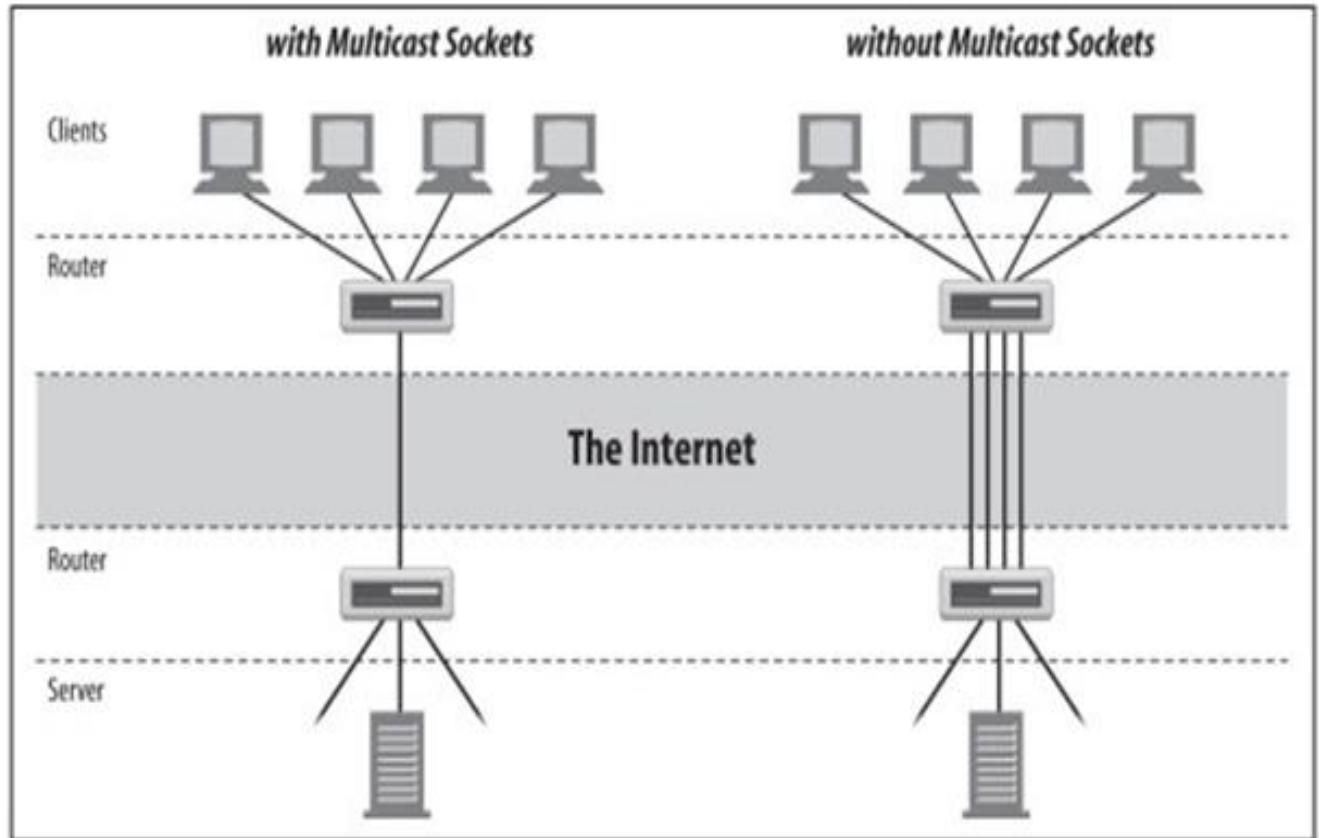 with Multicast Sockets
without Multicast Sockets
Clients
Router
The Internet
Router
Server